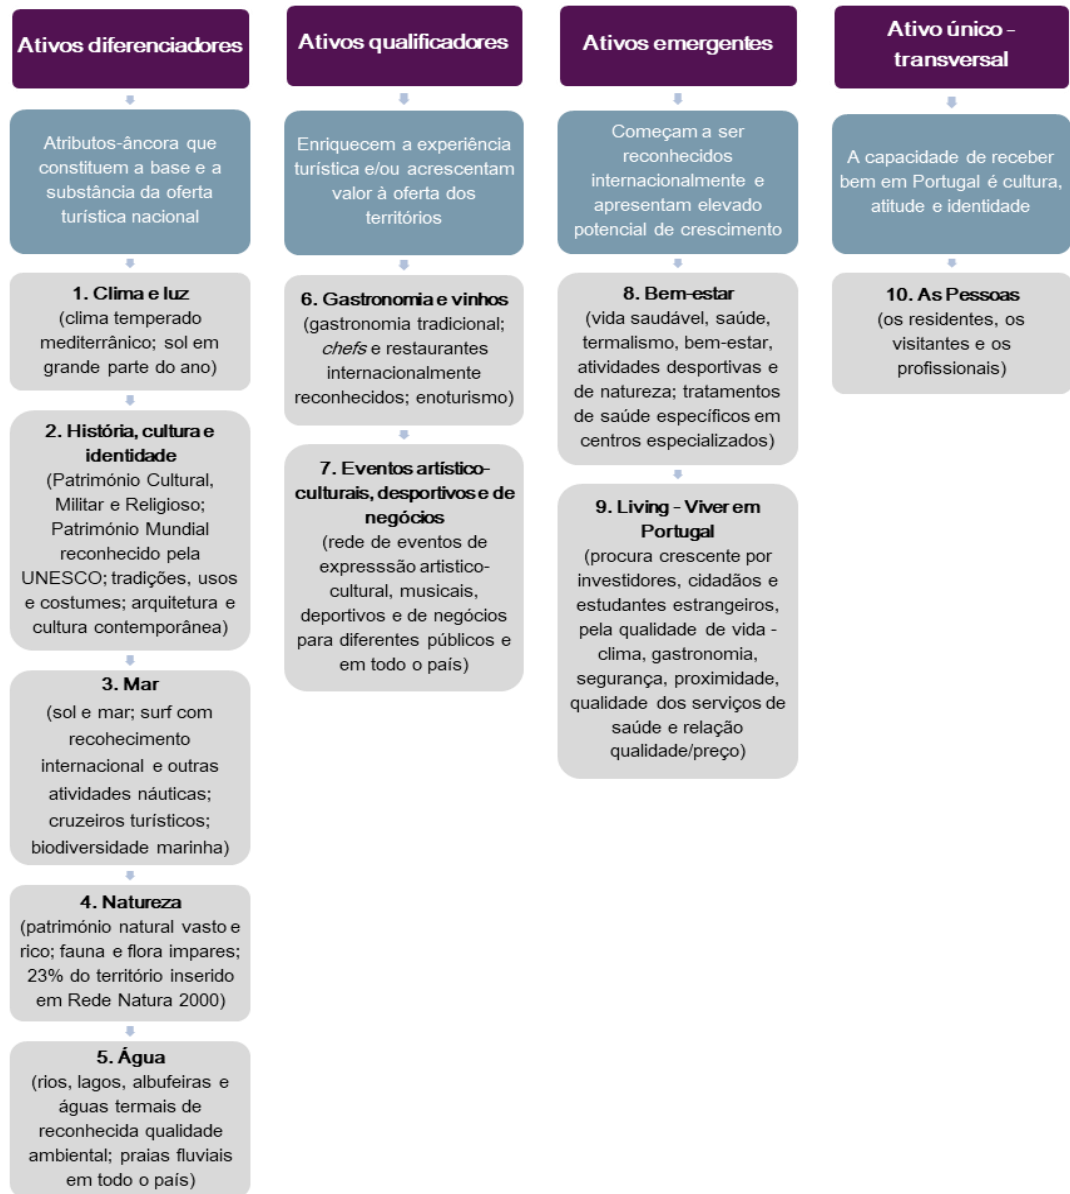 Ativos diferenciadores
Atributos-âncora que
constituem a base e a
substância da oferta
turística nacional
1. Clima e luz
(clima temperado
mediterrânico; sol em
grande parte do ano)
2. História, cultura e
identidade
(Património Cultural,
Militar e Religioso;
Património Mundial
reconhecido pela
UNESCO; tradições, usos
e costumes; arquitetura e
cultura contemporânea)
3. Mar
(sol e mar; surf com
recohecimento
internacional e outras
atividades náuticas;
cruzeiros turísticos;
biodiversidade marinha)
4. Natureza
(património natural vasto e
rico; fauna e flora impares;
23% do território inserido
em Rede Natura 2000)
5. Água
(rios, lagos, albufeiras e
águas termais de
reconhecida qualidade
ambiental; praias fluviais
em todo o país)
Ativos qualificadores
Enriquecem a experiência
turística e/ou acrescentam
valor à oferta dos
territórios
6. Gastronomia e vinhos
(gastronomia tradicional;
chefs e restaurantes
internacionalmente
reconhecidos; enoturismo)
7. Eventos artístico-
culturais, desportivos e de
negócios
(rede de eventos de
expresssão artistico-
cultural, musicais,
deportivos e de negócios
para diferentes públicos e
em todo o país)
Ativos emergentes
Começam a ser
reconhecidos
internacionalmente e
apresentam elevado
potencial de crescimento
8. Bem-estar
(vida saudável, saúde,
termalismo, bem-estar,
atividades desportivas e
de natureza; tratamentos
de saúde específicos em
centros especializados)
9. Living - Viver em
Portugal
(procura crescente por
investidores, cidadãos e
estudantes estrangeiros,
pela qualidade de vida -
clima, gastronomia,
segurança, proximidade,
qualidade dos serviços de
saúde e relação
qualidade/preço)
Ativo único -
transversal
A capacidade de receber
bem em Portugal é cultura,
atitude e identidade
10. As Pessoas
(os residentes, os
visitantes e os
profissionais)